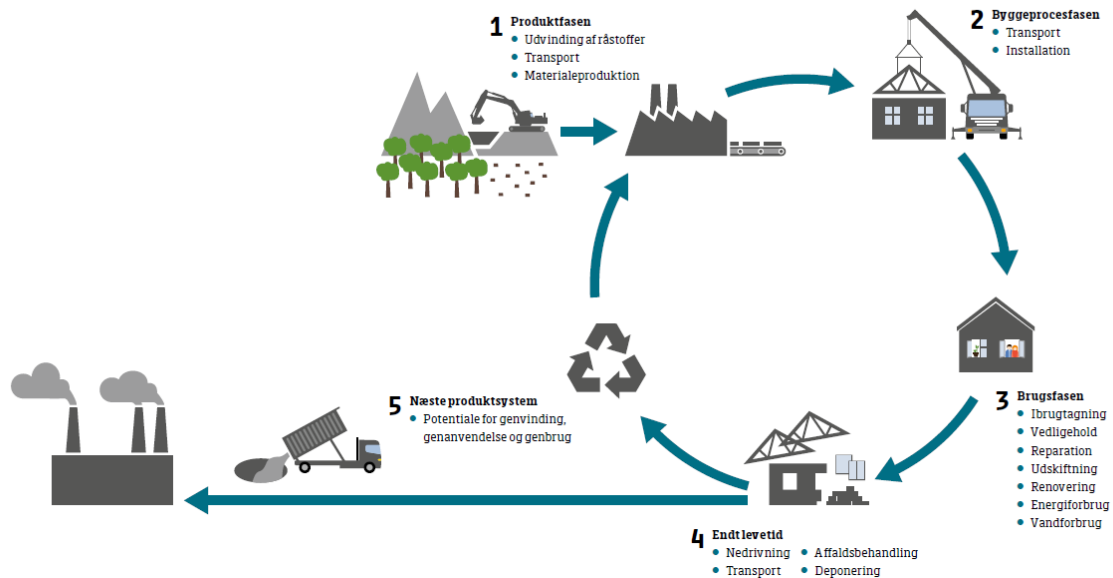 1 Produktfasen
• Udvinding af råstoffer
• Transport
• Materialeproduktion
2 Byggeprocesfasen
• Transport
• Installation
3 Brugsfasen
• Ibrugtagning
• Vedligehold
• Reparation
• Udskiftning
• Renovering
• Energiforbrug
• Vandforbrug
4 Endt levetid
• Nedrivning • Affaldsbehandling
• Transport • Deponering
5 Næste produktsystem
• Potentiale for genvinding,
genanvendelse og genbrug